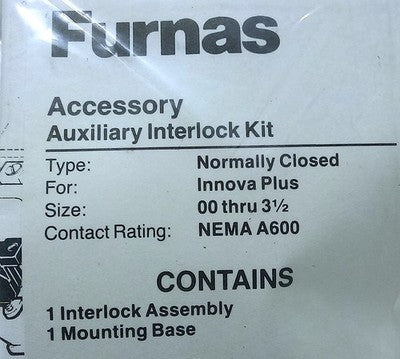 Furnas
Accessory
Auxiliary Interlock Kit
Type: Normally Closed
For: Innova Plus
Size: 00 thru 3½
Contact Rating: NEMA A600
CONTAINS
1 Interlock Assembly
1 Mounting Base